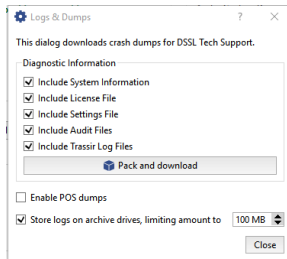 Logs & Dumps
This dialog downloads crash dumps for DSSL Tech Support.
Diagnostic Information
Include System Information
Include License File
Include Settings File
Include Audit Files
Include Trassir Log Files
Pack and download
Enable POS dumps
Store logs on archive drives, limiting amount to 100 MB
Close